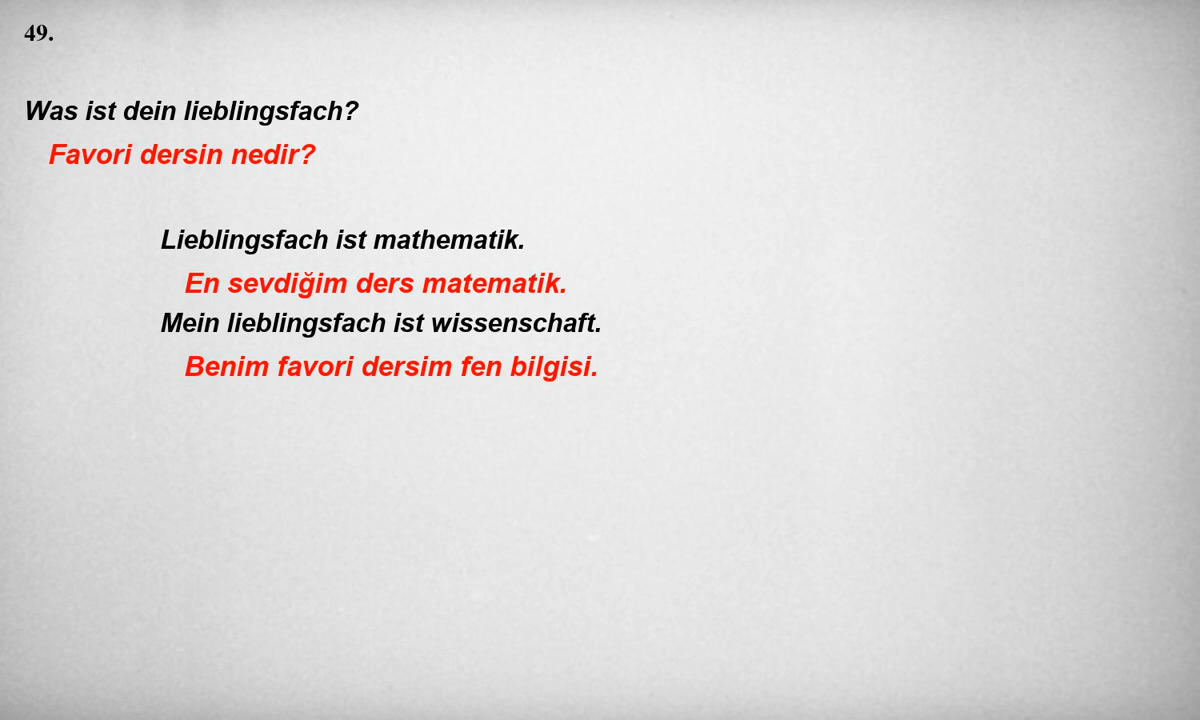 49.
Was ist dein lieblingsfach?
Favori dersin nedir?
Lieblingsfach ist mathematik.
En sevdiğim ders matematik.
Mein lieblingsfach ist wissenschaft.
Benim favori dersim fen bilgisi.